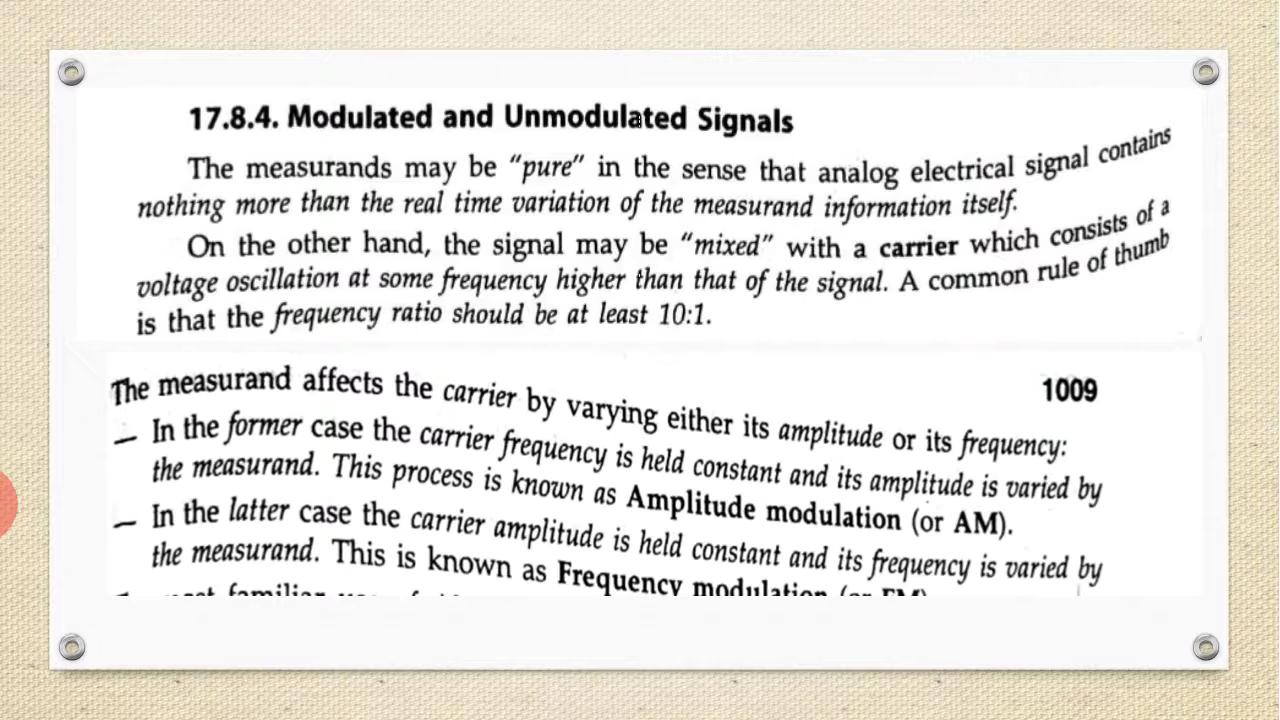 17.8.4. Modulated and Unmodulated Signals
The measurands may be “pure” in the sense that analog electrical signal contains
nothing more than the real time variation of the measurand information itself.
On the other hand, the signal may be “mixed” with a carrier which consists of a
voltage oscillation at some frequency higher than that of the signal. A common rule of thumb
is that the frequency ratio should be at least 10:1.
1009
The measurand affects the carrier by varying either its amplitude or its frequency:
— In the former case the carrier frequency is held constant and its amplitude is varied by
the measurand. This process is known as Amplitude modulation (or AM).
— In the latter case the carrier amplitude is held constant and its frequency is varied by
the measurand. This is known as Frequency modulation (or FM)
most familiar